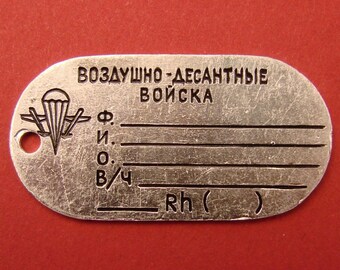 ВОЗДУШНО-ДЕСАНТНЫЕ
ВОЙСКА
Ф.
И.
О.
В/Ч
Rh ( )